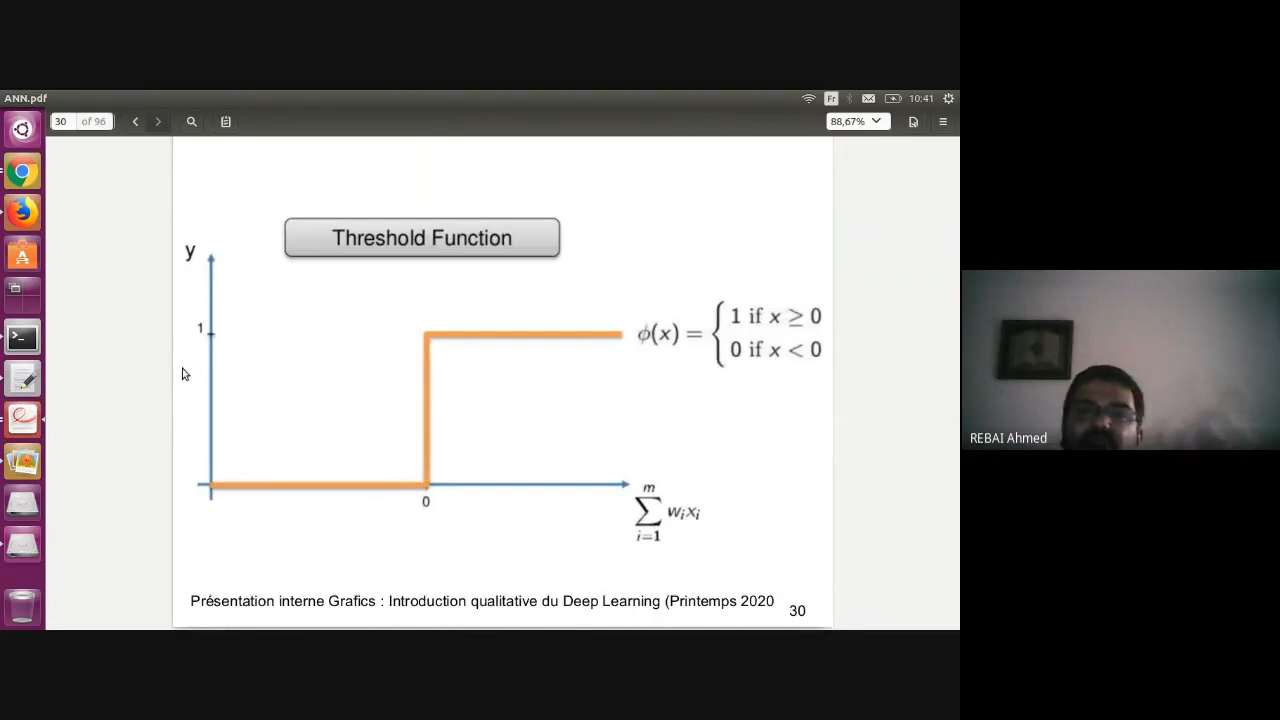 ANN.pdf
Fr
10:41
30 of 96
88,67%
Threshold Function
y
1
ϕ(x) = { 1 if x ≥ 0
0 if x < 0
0
m
∑ wᵢxᵢ
i=1
Présentation interne Grafics : Introduction qualitative du Deep Learning (Printemps 2020
30
REBAI Ahmed